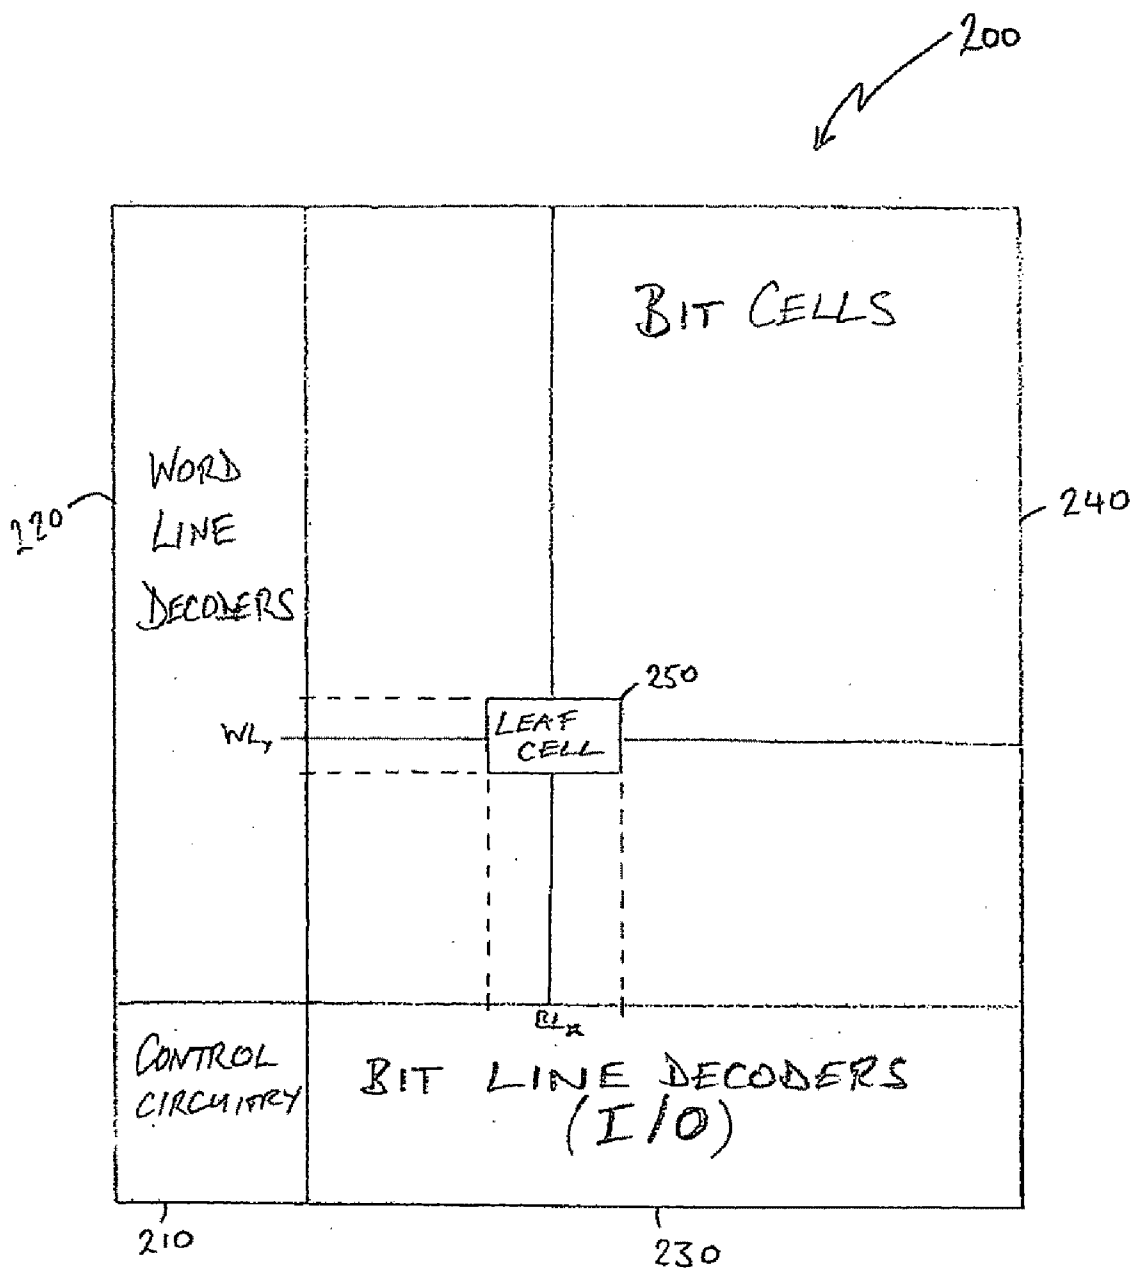 200
BIT CELLS
WORD
LINE
DECODERS
220
240
250
LEAF
CELL
WLy
BLx
CONTROL
CIRCUITRY
BIT LINE DECODERS
(I/O)
210
230